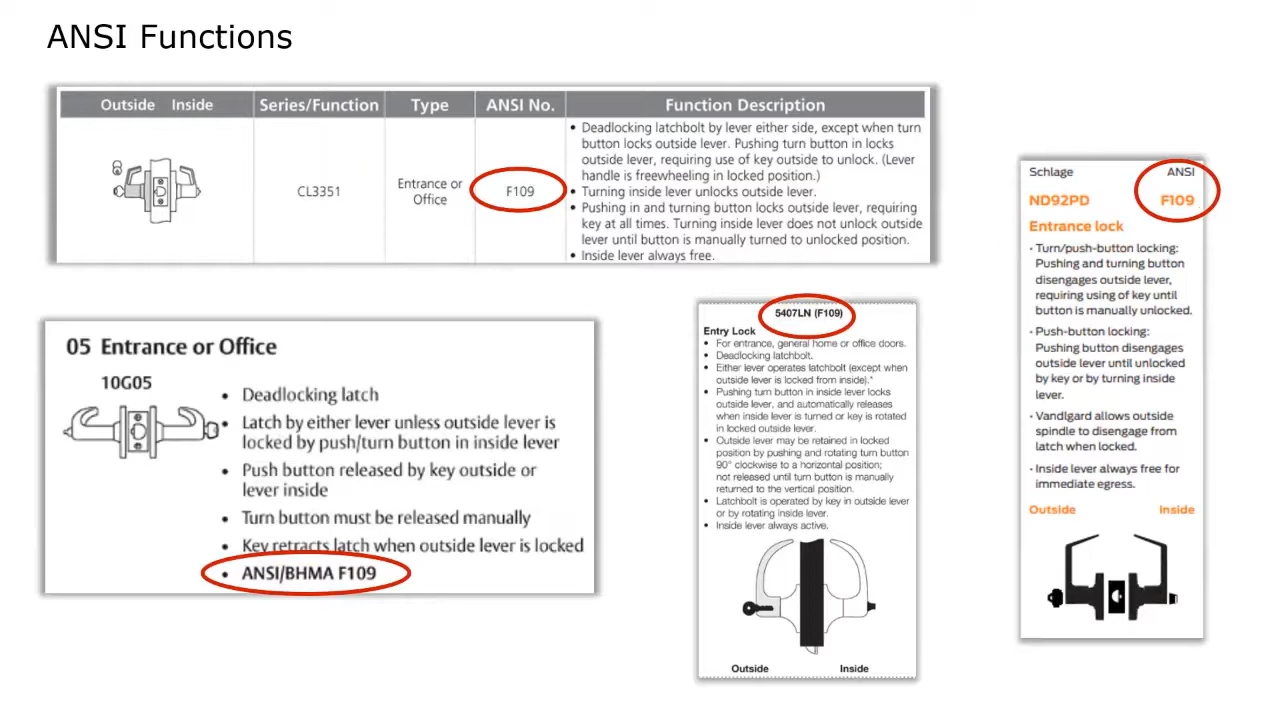 ANSI Functions
Outside Inside Series/Function Type ANSI No. Function Description
CL3351
Entrance or
Office
F109
• Deadlocking latchbolt by lever either side, except when turn
button locks outside lever. Pushing turn button in locks
outside lever, requiring use of key outside to unlock. (Lever
handle is freewheeling in locked position.)
• Turning inside lever unlocks outside lever.
• Pushing in and turning button locks outside lever, requiring
key at all times. Turning inside lever does not unlock outside
lever until button is manually turned to unlocked position.
• Inside lever always free.
05 Entrance or Office
10G05
• Deadlocking latch
• Latch by either lever unless outside lever is
locked by push/turn button in inside lever
• Push button released by key outside or
lever inside
• Turn button must be released manually
• Key retracts latch when outside lever is locked
• ANSI/BHMA F109
5407LN (F109)
Entry Lock
• For entrance, general home or office doors.
• Deadlocking latchbolt.
• Either lever operates latchbolt (except when
outside lever is locked from inside).*
• Pushing turn button in inside lever locks
outside lever, and automatically releases
when inside lever is turned or key is rotated
in locked outside lever.
• Outside lever may be retained in locked
position by pushing and rotating turn button
90° clockwise to a horizontal position;
not released until turn button is manually
returned to the vertical position.
• Latchbolt is operated by key in outside lever
or by rotating inside lever.
• Inside lever always active.
Outside Inside
Schlage ANSI
ND92PD F109
Entrance lock
· Turn/push-button locking:
Pushing and turning button
disengages outside lever,
requiring using of key until
button is manually unlocked.
· Push-button locking:
Pushing button disengages
outside lever until unlocked
by key or by turning inside
lever.
· Vandlgard allows outside
spindle to disengage from
latch when locked.
· Inside lever always free for
immediate egress.
Outside Inside